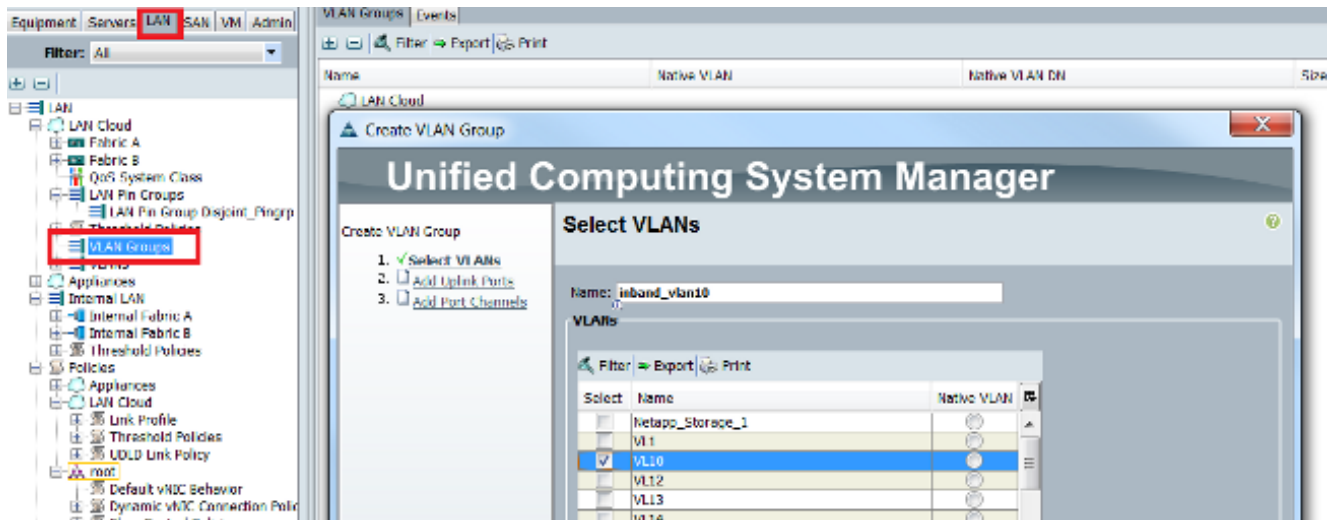 Equipment Servers LAN SAN VM Admin
Filter: All
LAN
LAN Cloud
Fabric A
Fabric B
QoS System Class
LAN Pin Groups
LAN Pin Group Disjoint_Pingrp
Threshold Policies
VLAN Groups
VLANs
Appliances
Internal LAN
Internal Fabric A
Internal Fabric B
Threshold Policies
Policies
Appliances
LAN Cloud
Link Profile
Threshold Policies
UDLD Link Policy
root
Default vNIC Behavior
Dynamic vNIC Connection Polic
VLAN Groups Events
Filter Export Print
Name Native VLAN Native VLAN DN Size
LAN Cloud
Create VLAN Group
Unified Computing System Manager
Create VLAN Group
1. Select VLANs
2. Add Uplink Ports
3. Add Port Channels
Select VLANs
Name: inband_vlan10
VLANs
Filter Export Print
Select Name Native VLAN
Netapp_Storage_1
VL1
VL10
VL12
VL13